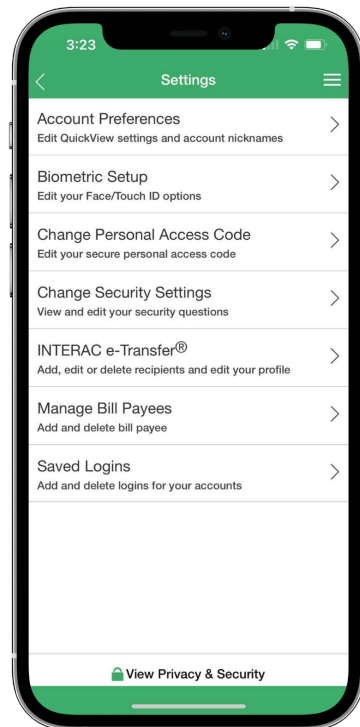 3:23
Settings
Account Preferences
Edit QuickView settings and account nicknames
Biometric Setup
Edit your Face/Touch ID options
Change Personal Access Code
Edit your secure personal access code
Change Security Settings
View and edit your security questions
INTERAC e-Transfer®
Add, edit or delete recipients and edit your profile
Manage Bill Payees
Add and delete bill payee
Saved Logins
Add and delete logins for your accounts
View Privacy & Security